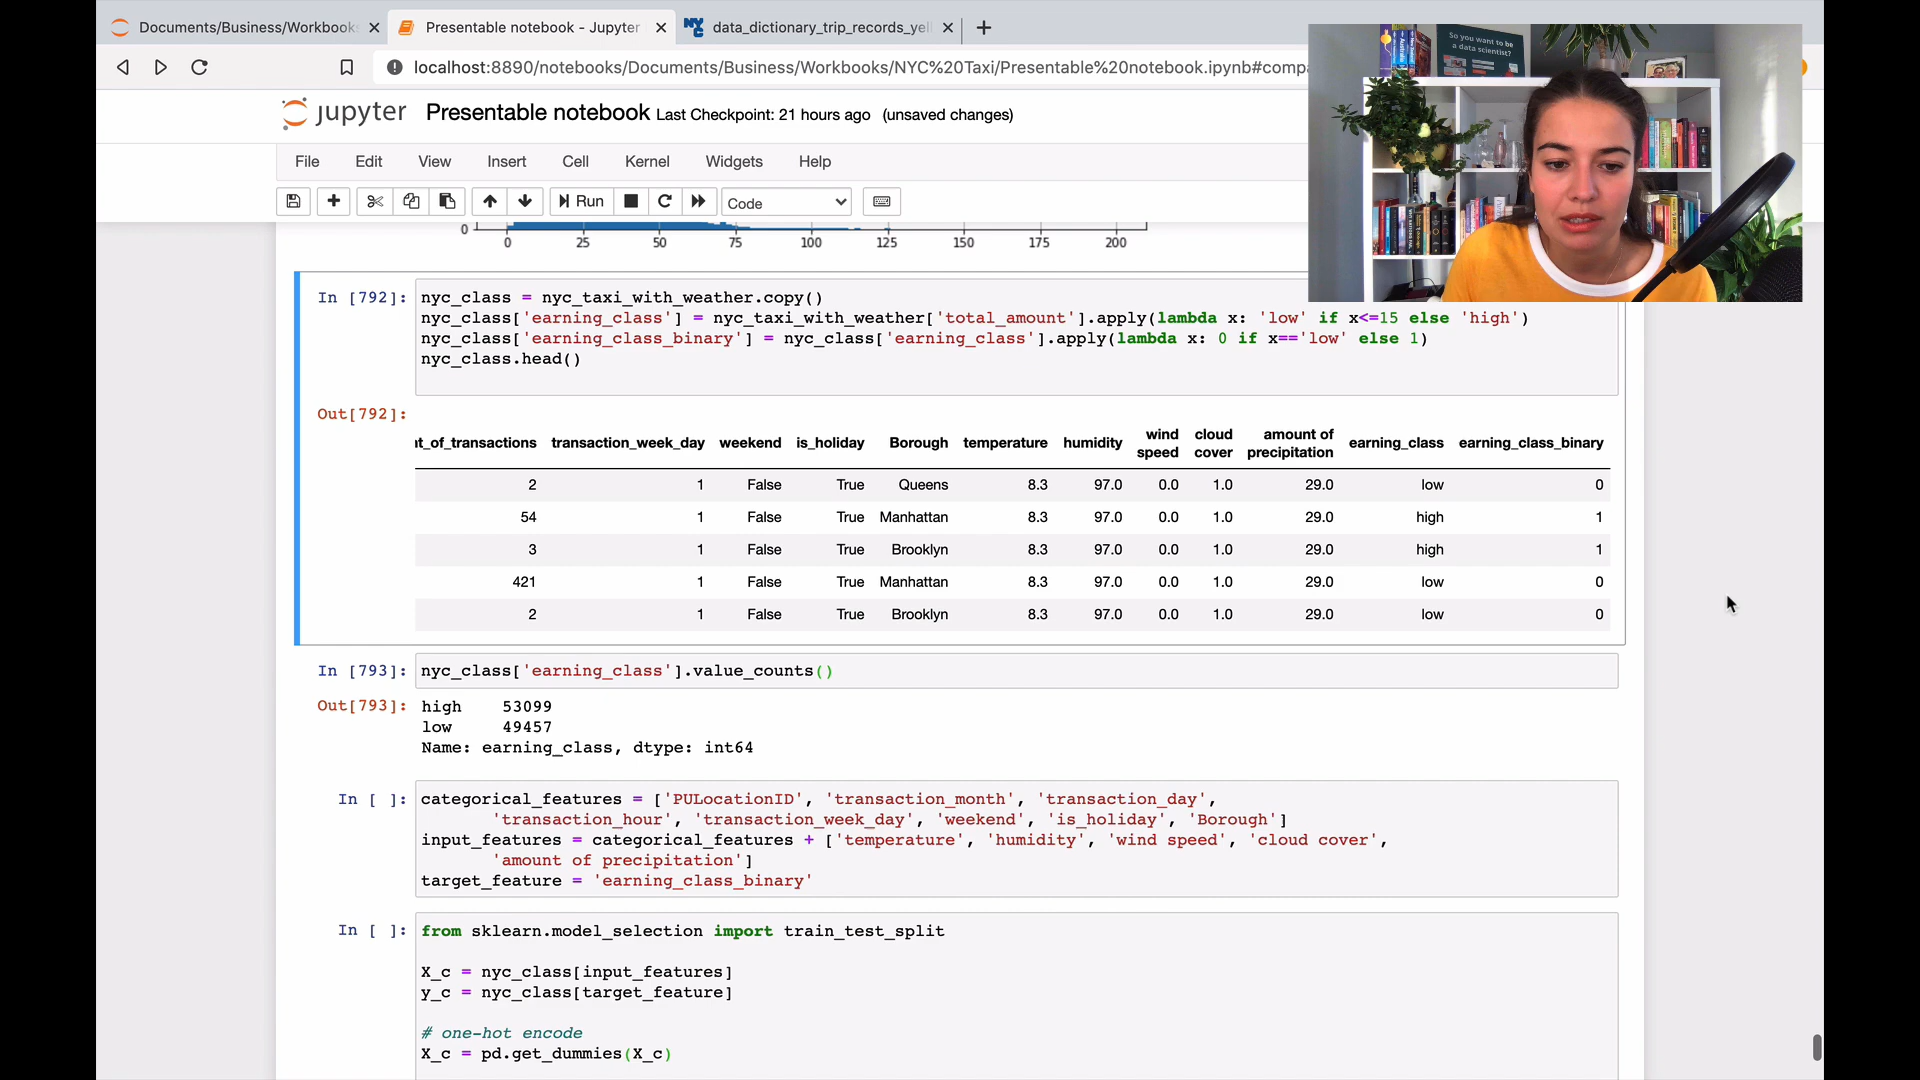 Documents/Business/Workbooks
Presentable notebook - Jupyter
NYC data_dictionary_trip_records_yell
localhost:8890/notebooks/Documents/Business/Workbooks/NYC%20Taxi/Presentable%20notebook.ipynb#compa
So you want to be
a data scientist?
jupyter Presentable notebook Last Checkpoint: 21 hours ago (unsaved changes)
File Edit View Insert Cell Kernel Widgets Help
Run Code
0
0 25 50 75 100 125 150 175 200
In [792]: nyc_class = nyc_taxi_with_weather.copy()
nyc_class['earning_class'] = nyc_taxi_with_weather['total_amount'].apply(lambda x: 'low' if x<=15 else 'high')
nyc_class['earning_class_binary'] = nyc_class['earning_class'].apply(lambda x: 0 if x=='low' else 1)
nyc_class.head()
Out[792]:
nt_of_transactions transaction_week_day weekend is_holiday Borough temperature humidity wind speed cloud cover amount of precipitation earning_class earning_class_binary
2 1 False True Queens 8.3 97.0 0.0 1.0 29.0 low 0
54 1 False True Manhattan 8.3 97.0 0.0 1.0 29.0 high 1
3 1 False True Brooklyn 8.3 97.0 0.0 1.0 29.0 high 1
421 1 False True Manhattan 8.3 97.0 0.0 1.0 29.0 low 0
2 1 False True Brooklyn 8.3 97.0 0.0 1.0 29.0 low 0
In [793]: nyc_class['earning_class'].value_counts()
Out[793]: high 53099
low 49457
Name: earning_class, dtype: int64
In [ ]: categorical_features = ['PULocationID', 'transaction_month', 'transaction_day',
'transaction_hour', 'transaction_week_day', 'weekend', 'is_holiday', 'Borough']
input_features = categorical_features + ['temperature', 'humidity', 'wind speed', 'cloud cover',
'amount of precipitation']
target_feature = 'earning_class_binary'
In [ ]: from sklearn.model_selection import train_test_split
X_c = nyc_class[input_features]
y_c = nyc_class[target_feature]
# one-hot encode
X_c = pd.get_dummies(X_c)